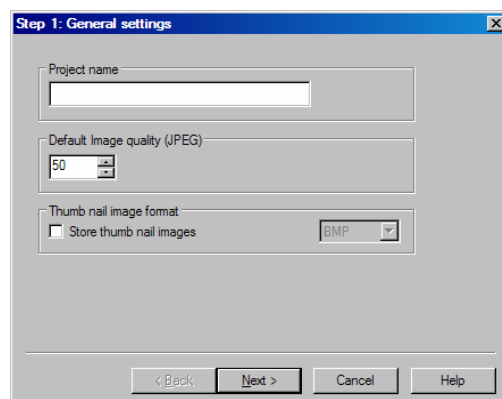 Step 1: General settings
Project name
Default Image quality (JPEG)
50
Thumb nail image format
Store thumb nail images
BMP
< Back
Next >
Cancel
Help